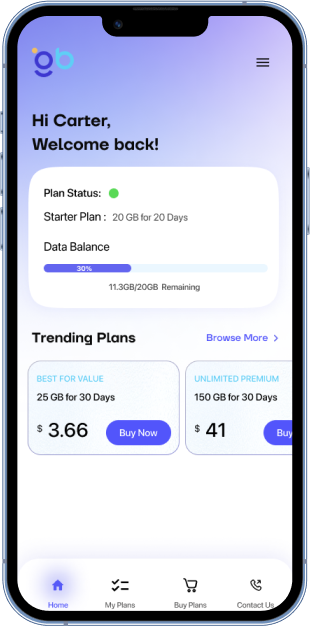 gb
Hi Carter,
Welcome back!
Plan Status:
Starter Plan : 20 GB for 20 Days
Data Balance
30%
11.3GB/20GB Remaining
Trending Plans Browse More
BEST FOR VALUE
25 GB for 30 Days
$ 3.66 Buy Now
UNLIMITED PREMIUM
150 GB for 30 Days
$ 41 Buy
Home My Plans Buy Plans Contact Us